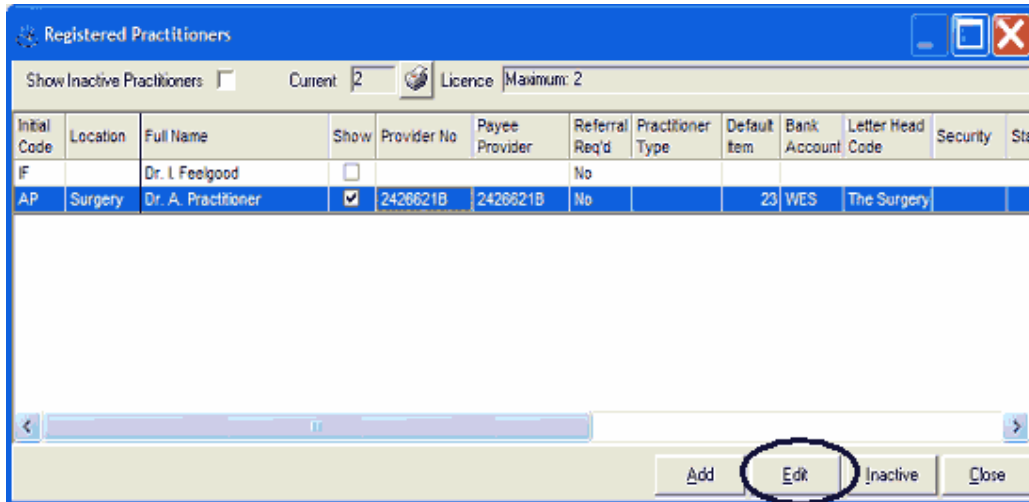 Registered Practitioners
Show Inactive Practitioners Current 2 Licence Maximum: 2
Initial Code Location Full Name Show Provider No Payee Provider Referral Req'd Practitioner Type Default Item Bank Account Letter Head Code Security Sta
IF Dr. I. Feelgood No
AP Surgery Dr. A. Practitioner 2426621B 2426621B No 23 WES The Surgery
Add Edit Inactive Close